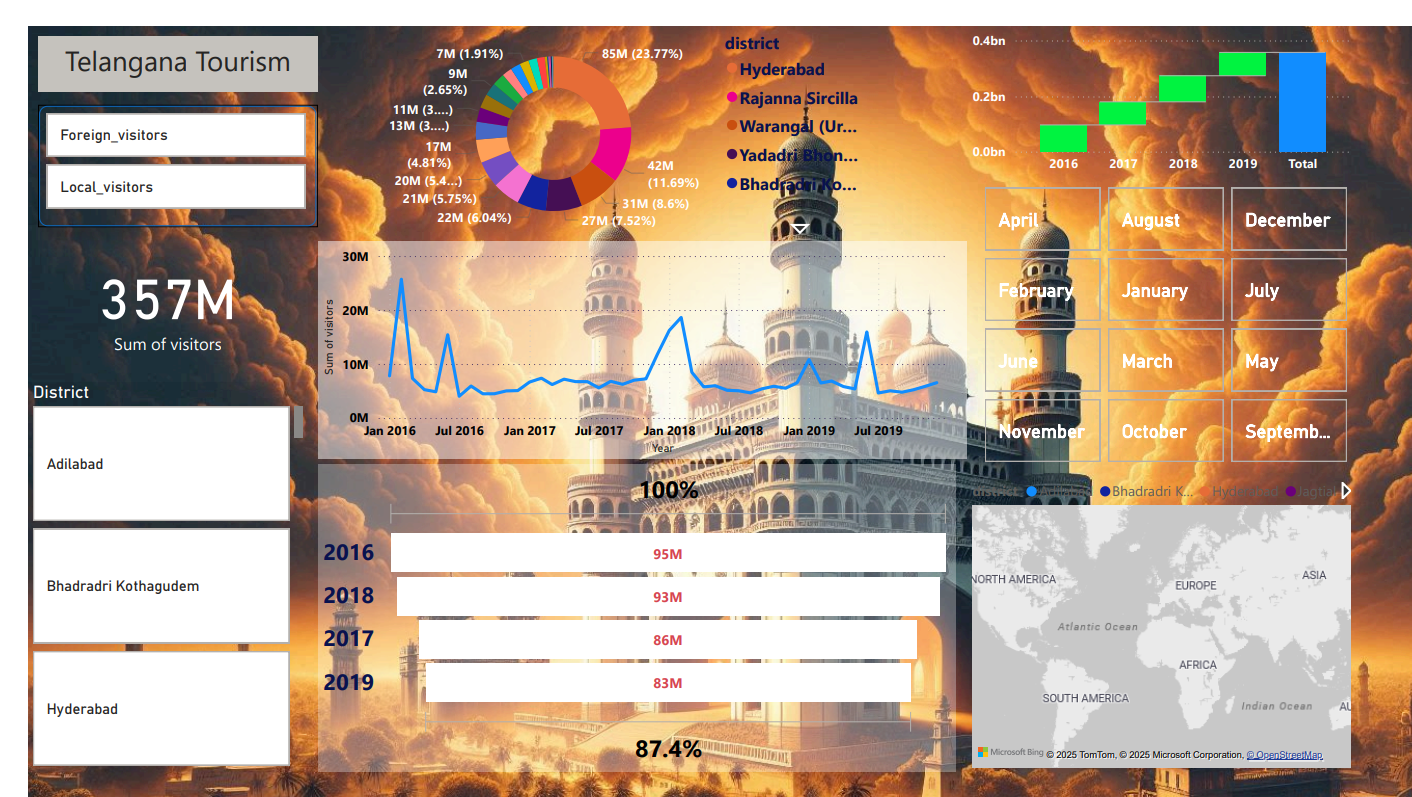 Telangana Tourism
Foreign_visitors
Local_visitors
357M
Sum of visitors
District
Adilabad
Bhadradri Kothagudem
Hyderabad
7M (1.91%)
85M (23.77%)
9M
(2.65%)
11M (3....)
13M (3....)
17M
(4.81%)
20M (5.4...)
21M (5.75%)
22M (6.04%)
27M (7.52%)
31M (8.6%)
42M
(11.69%)
district
Hyderabad
Rajanna Sircilla
Warangal (Ur...
Yadadri Bhon...
Bhadradri Ko...
Sum of visitors
30M
20M
10M
0M
Jan 2016 Jul 2016 Jan 2017 Jul 2017 Jan 2018 Jul 2018 Jan 2019 Jul 2019
Year
100%
2016 95M
2018 93M
2017 86M
2019 83M
87.4%
0.4bn
0.2bn
0.0bn
2016 2017 2018 2019 Total
April August December
February January July
June March May
November October Septemb...
district Adilabad Bhadradri K... Hyderabad Jagtial
NORTH AMERICA
EUROPE
ASIA
Atlantic Ocean
AFRICA
SOUTH AMERICA
Indian Ocean
AU
Microsoft Bing © 2025 TomTom, © 2025 Microsoft Corporation, © OpenStreetMap